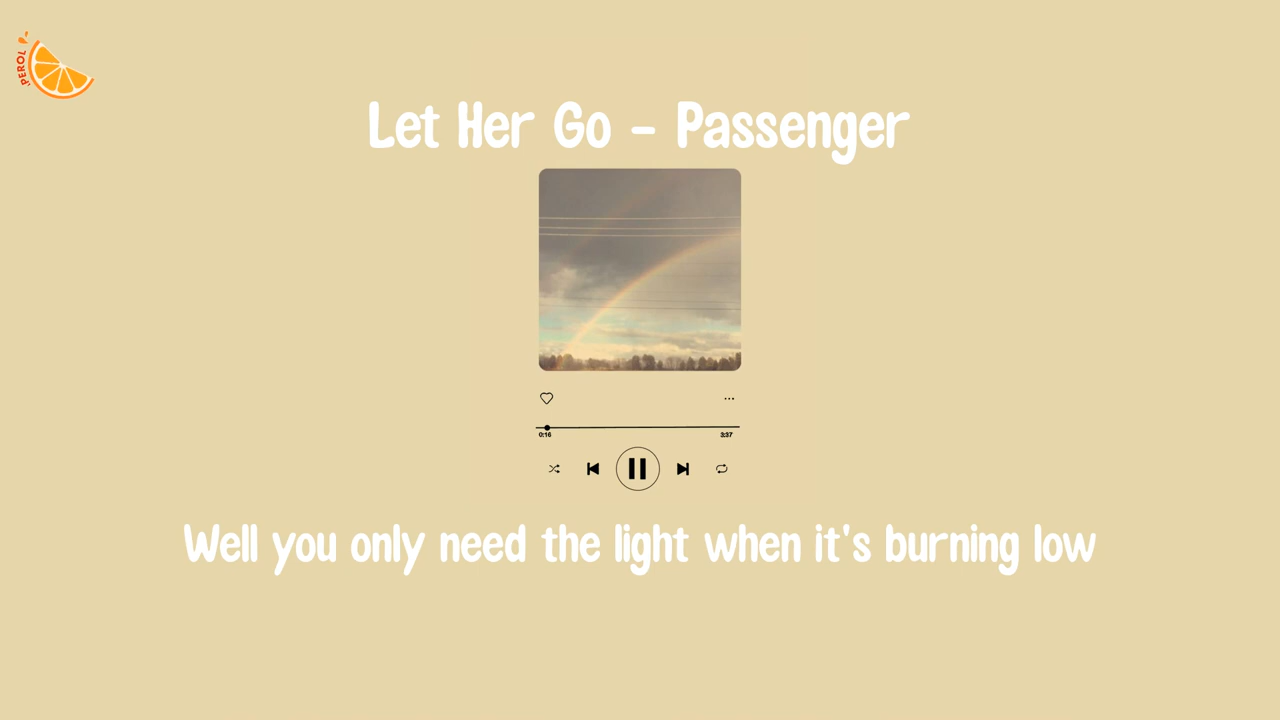 PEROL
Let Her Go - Passenger
0:16 3:37
Well you only need the light when it's burning low